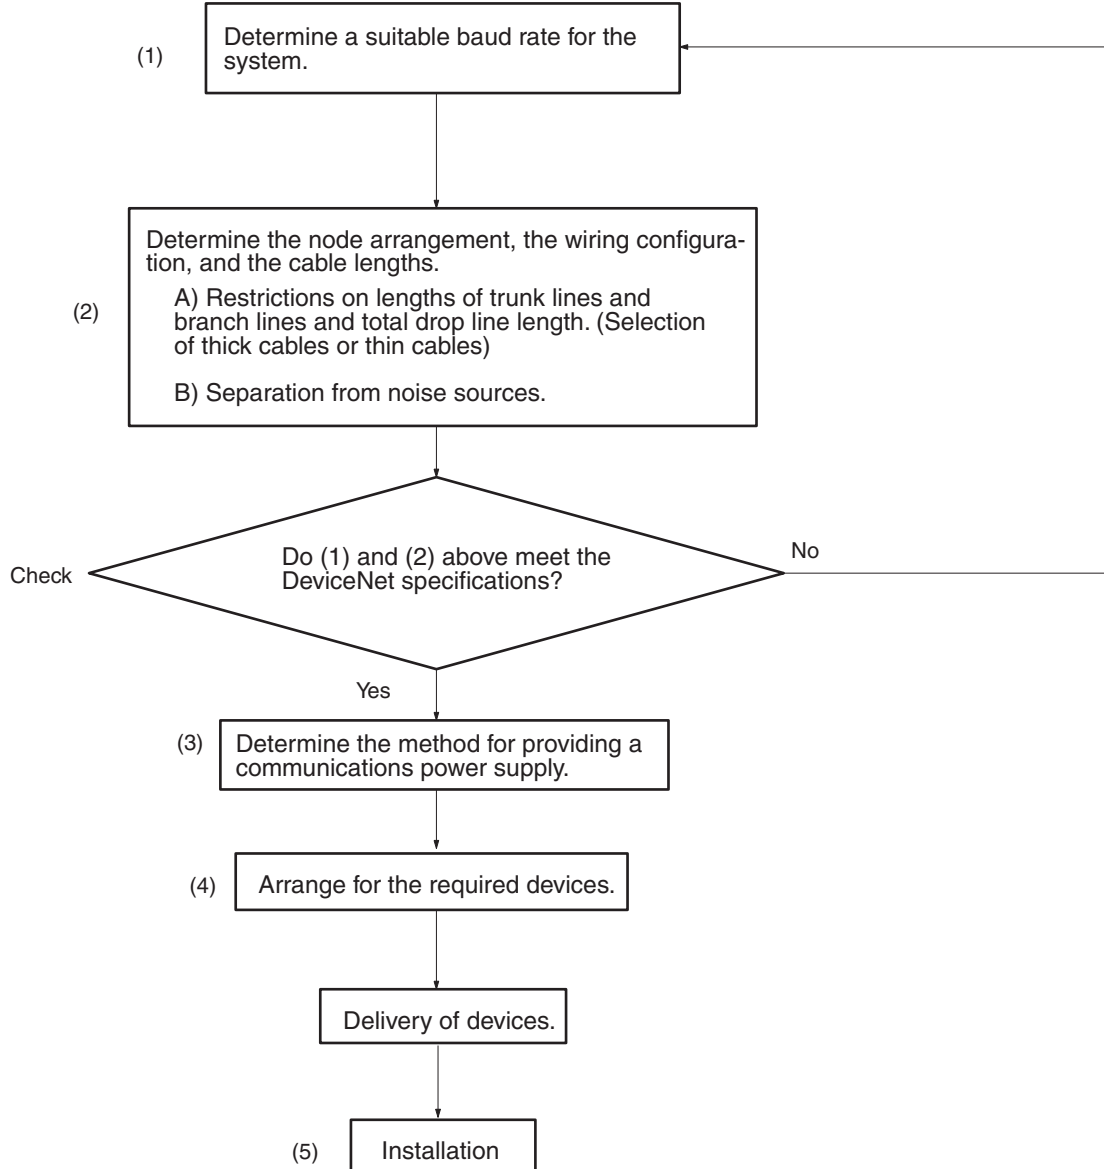 (1)
Determine a suitable baud rate for the
system.
(2)
Determine the node arrangement, the wiring configura-
tion, and the cable lengths.
A) Restrictions on lengths of trunk lines and
branch lines and total drop line length. (Selection
of thick cables or thin cables)
B) Separation from noise sources.
Check
Do (1) and (2) above meet the
DeviceNet specifications?
No
Yes
(3)
Determine the method for providing a
communications power supply.
(4)
Arrange for the required devices.
Delivery of devices.
(5)
Installation